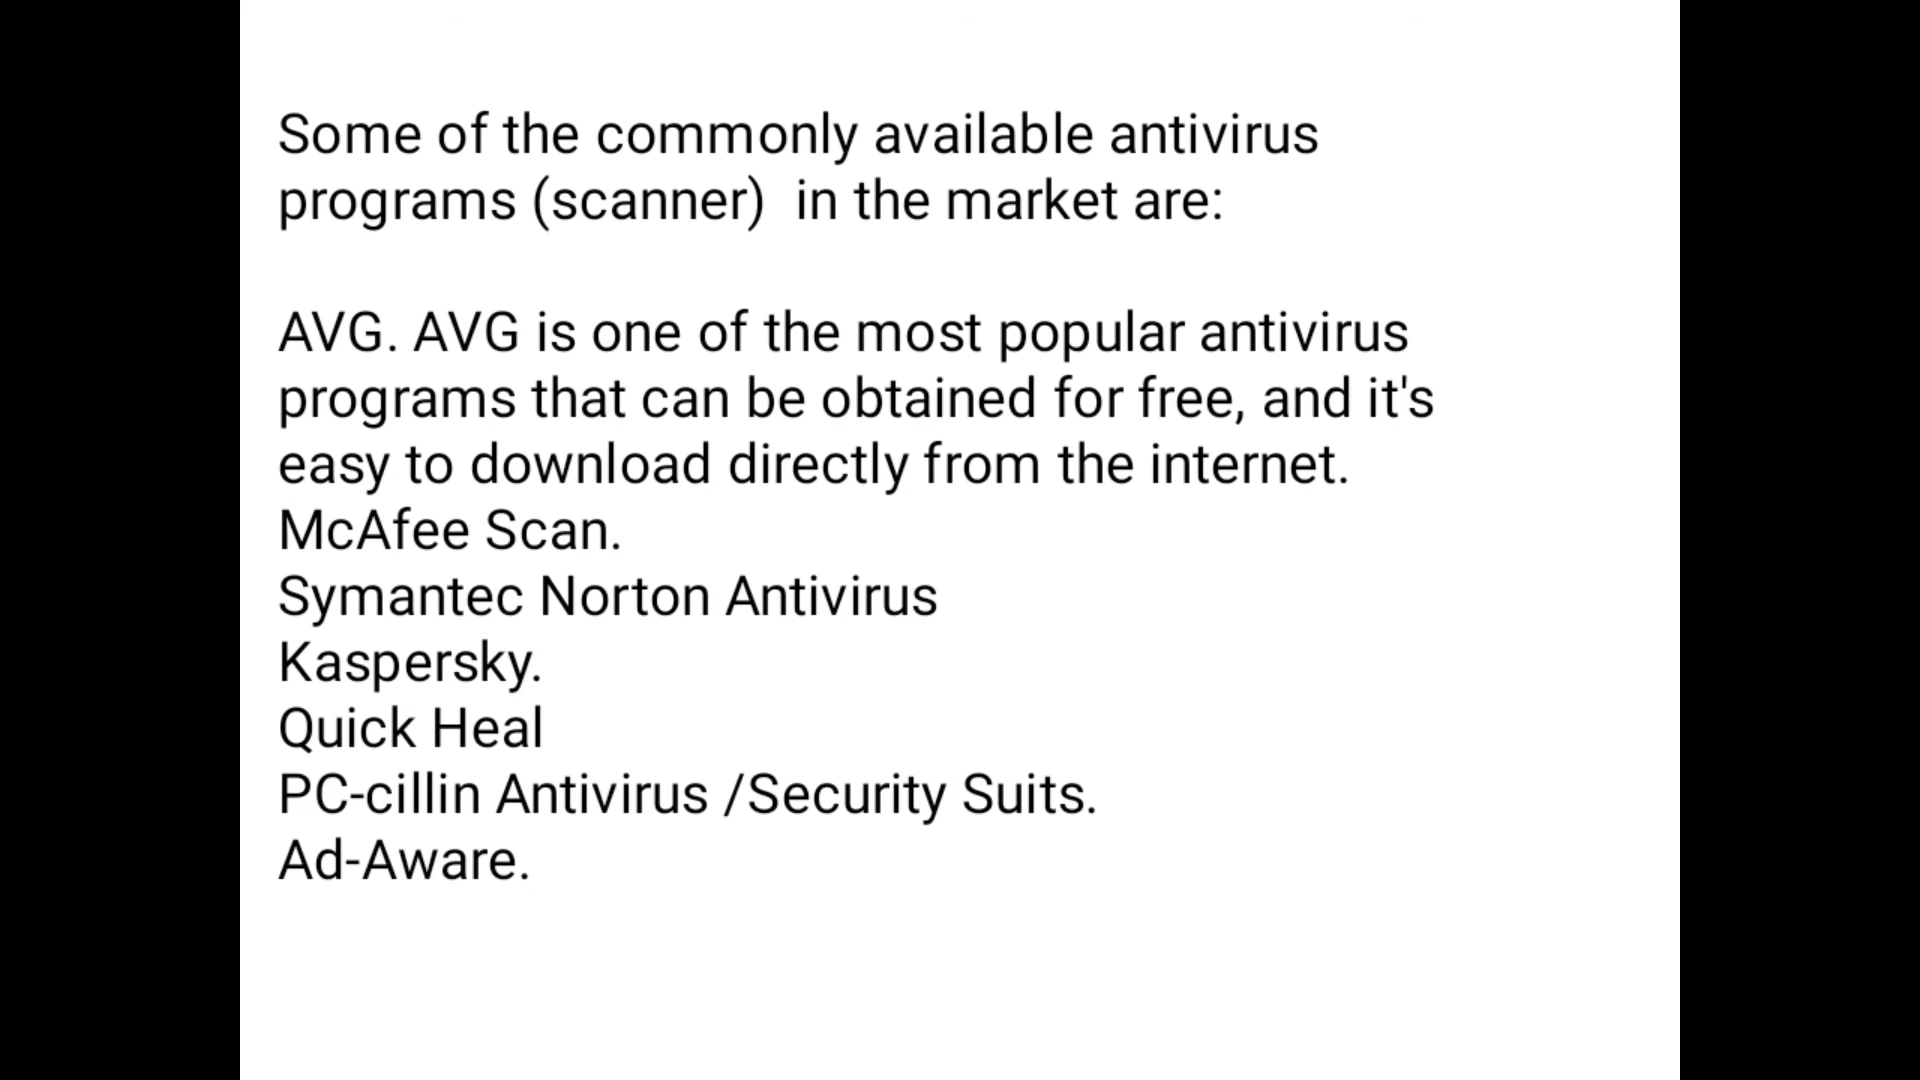 Some of the commonly available antivirus
programs (scanner)  in the market are:
AVG. AVG is one of the most popular antivirus
programs that can be obtained for free, and it's
easy to download directly from the internet.
McAfee Scan.
Symantec Norton Antivirus
Kaspersky.
Quick Heal
PC-cillin Antivirus /Security Suits.
Ad-Aware.